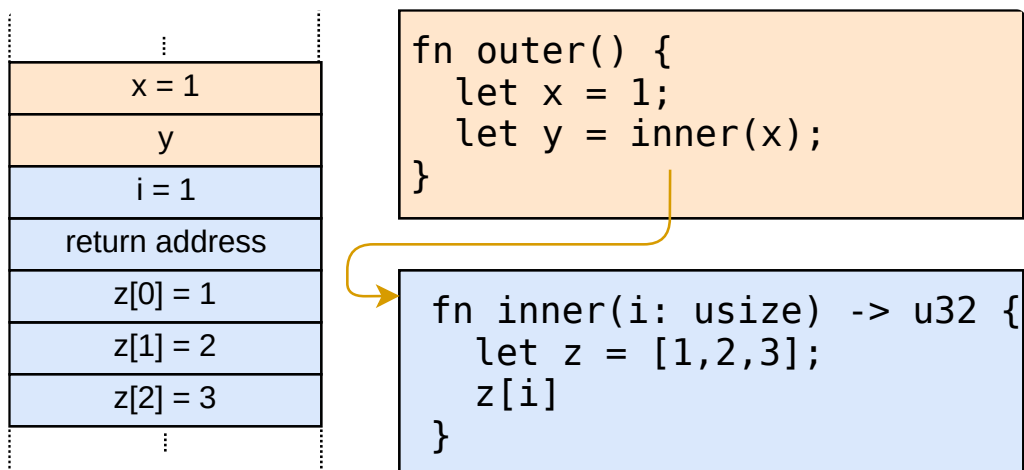 x = 1
y
i = 1
return address
z[0] = 1
z[1] = 2
z[2] = 3
fn outer() {
  let x = 1;
  let y = inner(x);
}
fn inner(i: usize) -> u32 {
  let z = [1,2,3];
  z[i]
}